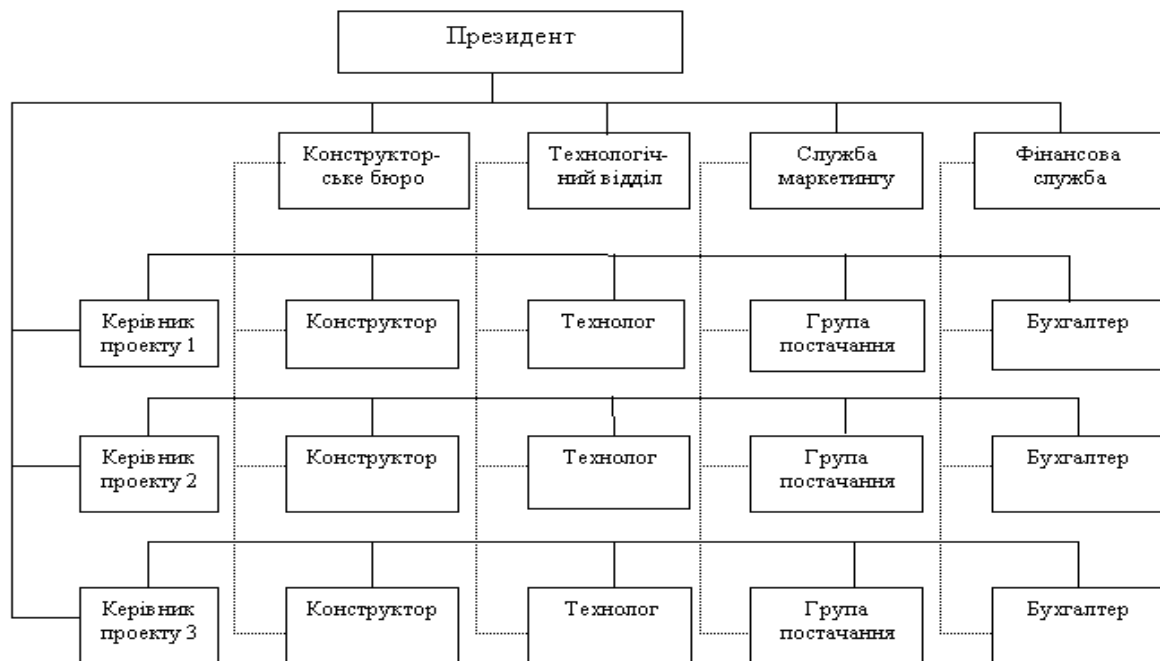 Президент
Конструктор-
ське бюро
Технологіч-
ний відділ
Служба
маркетингу
Фінансова
служба
Керівник
проекту 1
Конструктор
Технолог
Група
постачання
Бухгалтер
Керівник
проекту 2
Конструктор
Технолог
Група
постачання
Бухгалтер
Керівник
проекту 3
Конструктор
Технолог
Група
постачання
Бухгалтер